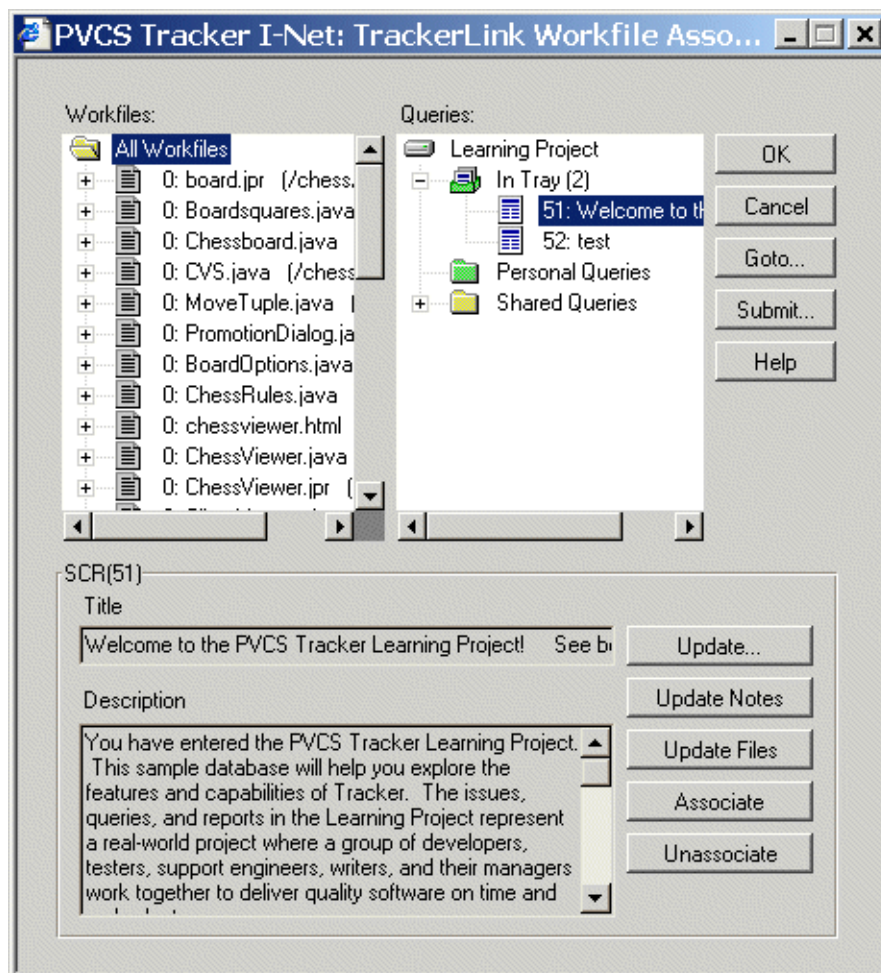 PVCS Tracker I-Net: TrackerLink Workfile Asso...
Workfiles:
Queries:
All Workfiles
0: board.jpr (/chess.
0: Boardsquares.java
0: Chessboard.java
0: CVS.java (/chess
0: MoveTuple.java
0: PromotionDialog.ja
0: BoardOptions.java
0: ChessRules.java
0: chessviewer.html
0: ChessViewer.java
0: ChessViewer.jpr (
Learning Project
In Tray (2)
51: Welcome to th
52: test
Personal Queries
Shared Queries
OK
Cancel
Goto...
Submit...
Help
SCR(51)
Title
Welcome to the PVCS Tracker Learning Project! See b
Description
You have entered the PVCS Tracker Learning Project.
This sample database will help you explore the
features and capabilities of Tracker. The issues,
queries, and reports in the Learning Project represent
a real-world project where a group of developers,
testers, support engineers, writers, and their managers
work together to deliver quality software on time and
Update...
Update Notes
Update Files
Associate
Unassociate